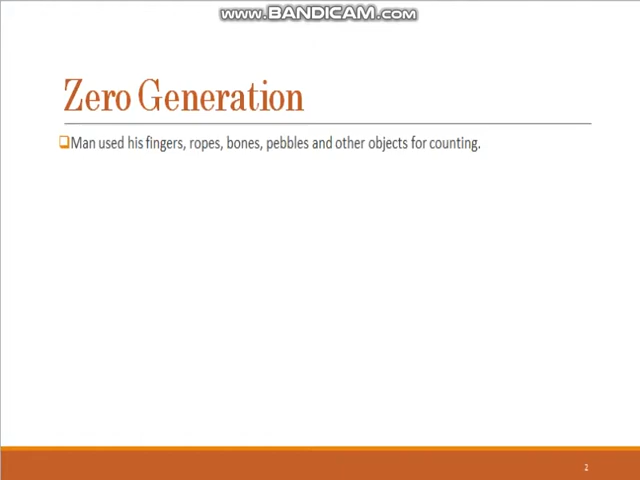 www.BANDICAM.com
Zero Generation
Man used his fingers, ropes, bones, pebbles and other objects for counting.
2